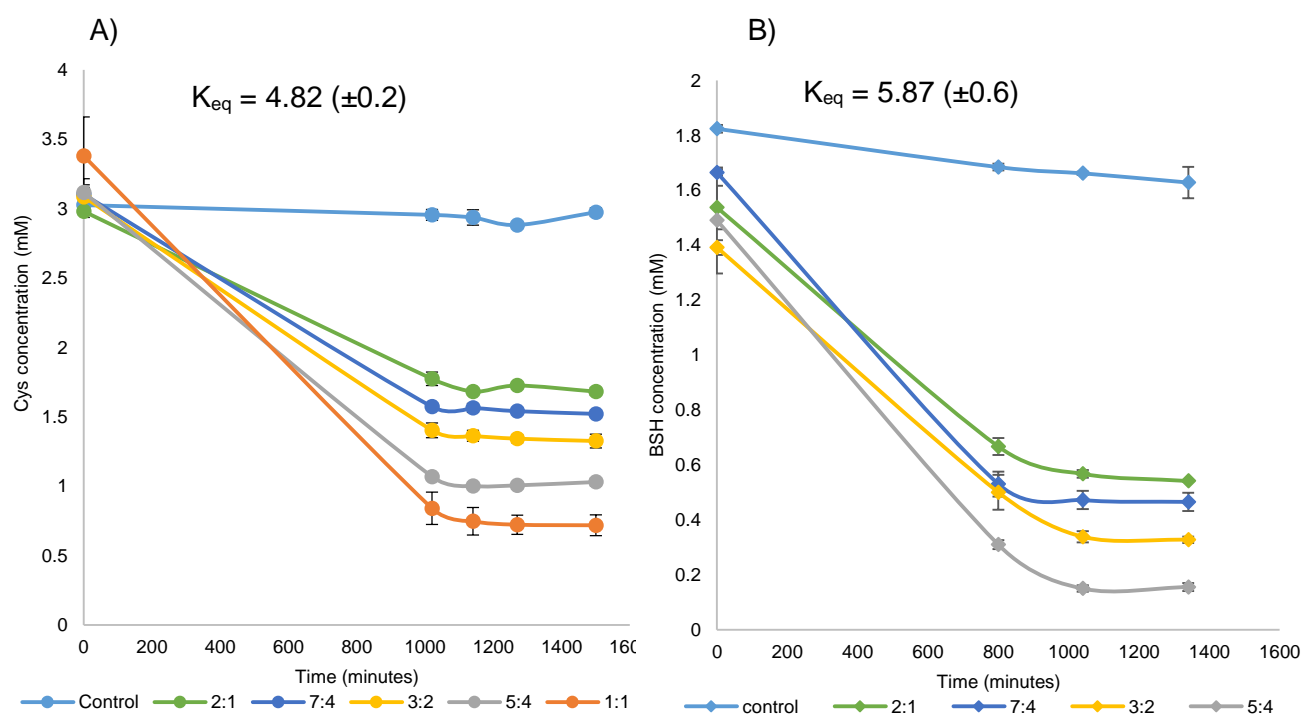 A)
K_eq = 4.82 (±0.2)
Cys concentration (mM)
4
3.5
3
2.5
2
1.5
1
0.5
0
0 200 400 600 800 1000 1200 1400 160
Time (minutes)
Control 2:1 7:4 3:2 5:4 1:1
B)
K_eq = 5.87 (±0.6)
BSH concentration (mM)
2
1.8
1.6
1.4
1.2
1
0.8
0.6
0.4
0.2
0
0 200 400 600 800 1000 1200 1400 1600
Time (minutes)
control 2:1 7:4 3:2 5:4